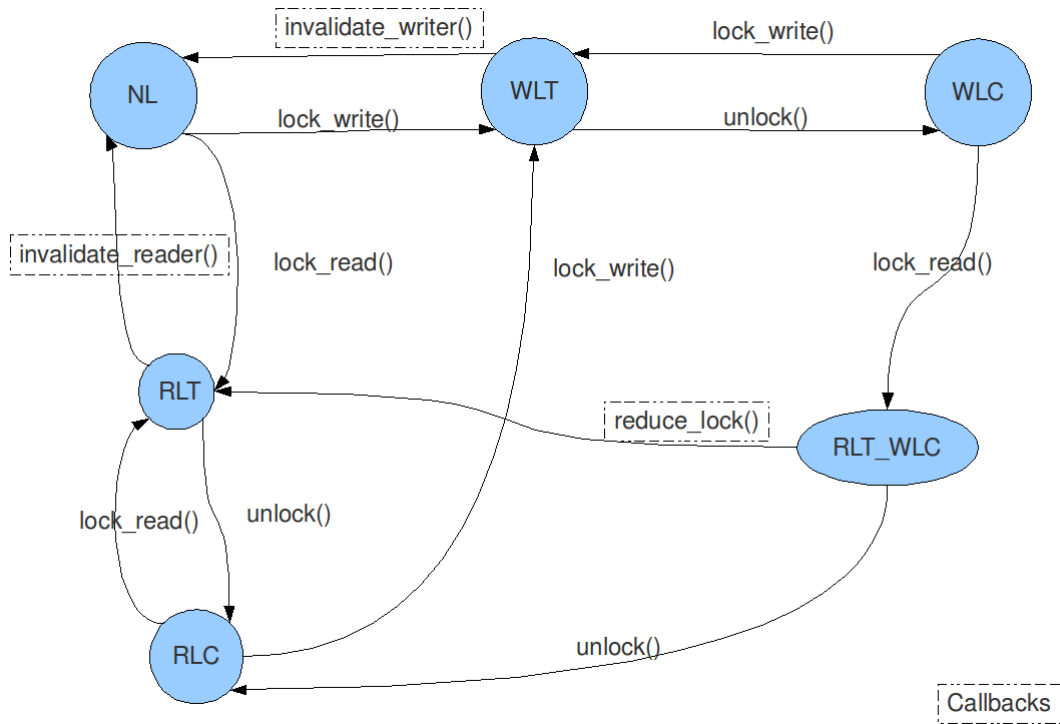 invalidate_writer()
lock_write()
NL
WLT
WLC
lock_write()
unlock()
invalidate_reader()
lock_read()
lock_write()
lock_read()
RLT
reduce_lock()
RLT_WLC
lock_read()
unlock()
RLC
unlock()
Callbacks